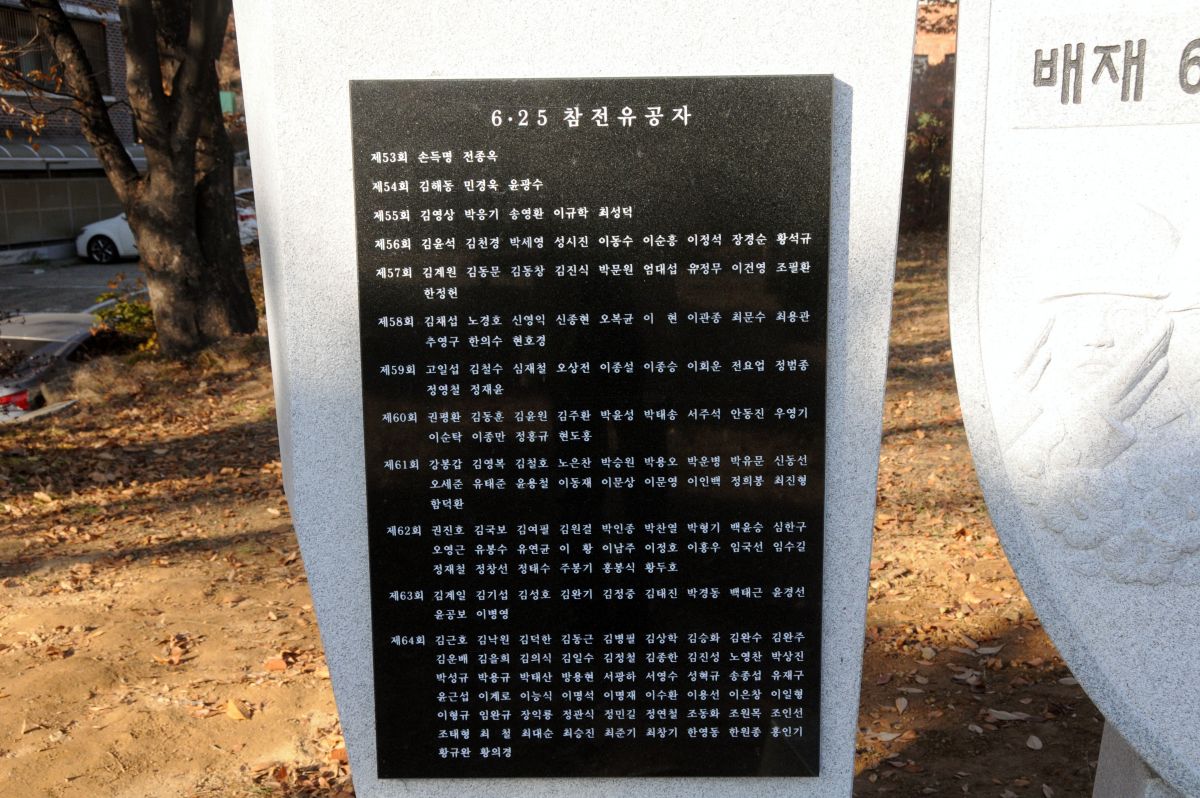 6·25 참전유공자
제53회 손득명 전종옥
제54회 김해동 민경욱 윤광수
제55회 김영상 박응기 송영환 이규학 최성덕
제56회 김윤석 김천경 박세영 성시진 이동수 이순흥 이정석 장경순 황석규
제57회 김계원 김동문 김동창 김진식 박문원 엄대섭 유정무 이건영 조필환
한정헌
제58회 김채섭 노경호 신영익 신종현 오복균 이 현 이관종 최문수 최용관
추영구 한의수 현호경
제59회 고일섭 김철수 심재철 오상전 이종설 이종승 이회운 전요업 정범종
정영철 정재윤
제60회 권평환 김동훈 김윤원 김주환 박윤성 박태송 서주석 안동진 우영기
이순탁 이종만 정흥규 현도흥
제61회 강봉갑 김영복 김철호 노은찬 박승원 박용오 박운병 박유문 신동선
오세준 유태준 윤용철 이동재 이문상 이문영 이인백 정희봉 최진형
함덕환
제62회 권진호 김국보 김여필 김원걸 박인종 박찬열 박형기 백윤승 심한구
오영근 유봉수 유연균 이 황 이남주 이정호 이흥우 임국선 임수길
정재철 정창선 정태수 주봉기 홍봉식 황두호
제63회 김계일 김기섭 김성호 김완기 김정중 김태진 박경동 백태근 윤경선
윤공보 이병영
제64회 김근호 김낙원 김덕한 김동근 김병필 김상학 김승화 김완수 김완주
김운배 김을희 김의식 김일수 김정철 김종한 김진성 노영찬 박상진
박성규 박용규 박태산 방용현 서광하 서영수 성혁규 송종섭 유재구
윤근섭 이계로 이능식 이명석 이명재 이수환 이용선 이은창 이일형
이형규 임완규 장익룡 정관식 정민길 정연철 조동화 조원목 조인선
조태형 최 철 최대순 최승진 최준기 최창기 한영동 한원종 홍인기
황규완 황의경
배재 6